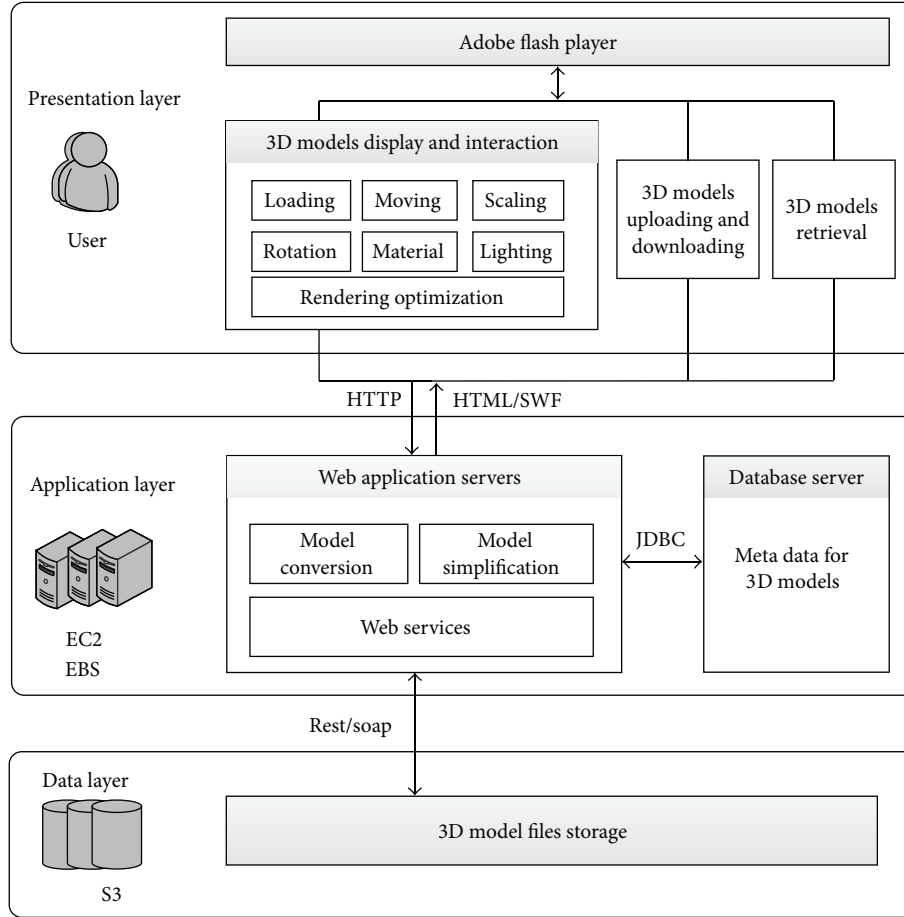 Adobe flash player
Presentation layer
User
3D models display and interaction
Loading
Moving
Scaling
Rotation
Material
Lighting
Rendering optimization
3D models
uploading and
downloading
3D models
retrieval
HTTP
HTML/SWF
Application layer
EC2
EBS
Web application servers
Model
conversion
Model
simplification
Web services
JDBC
Database server
Meta data for
3D models
Rest/soap
Data layer
S3
3D model files storage